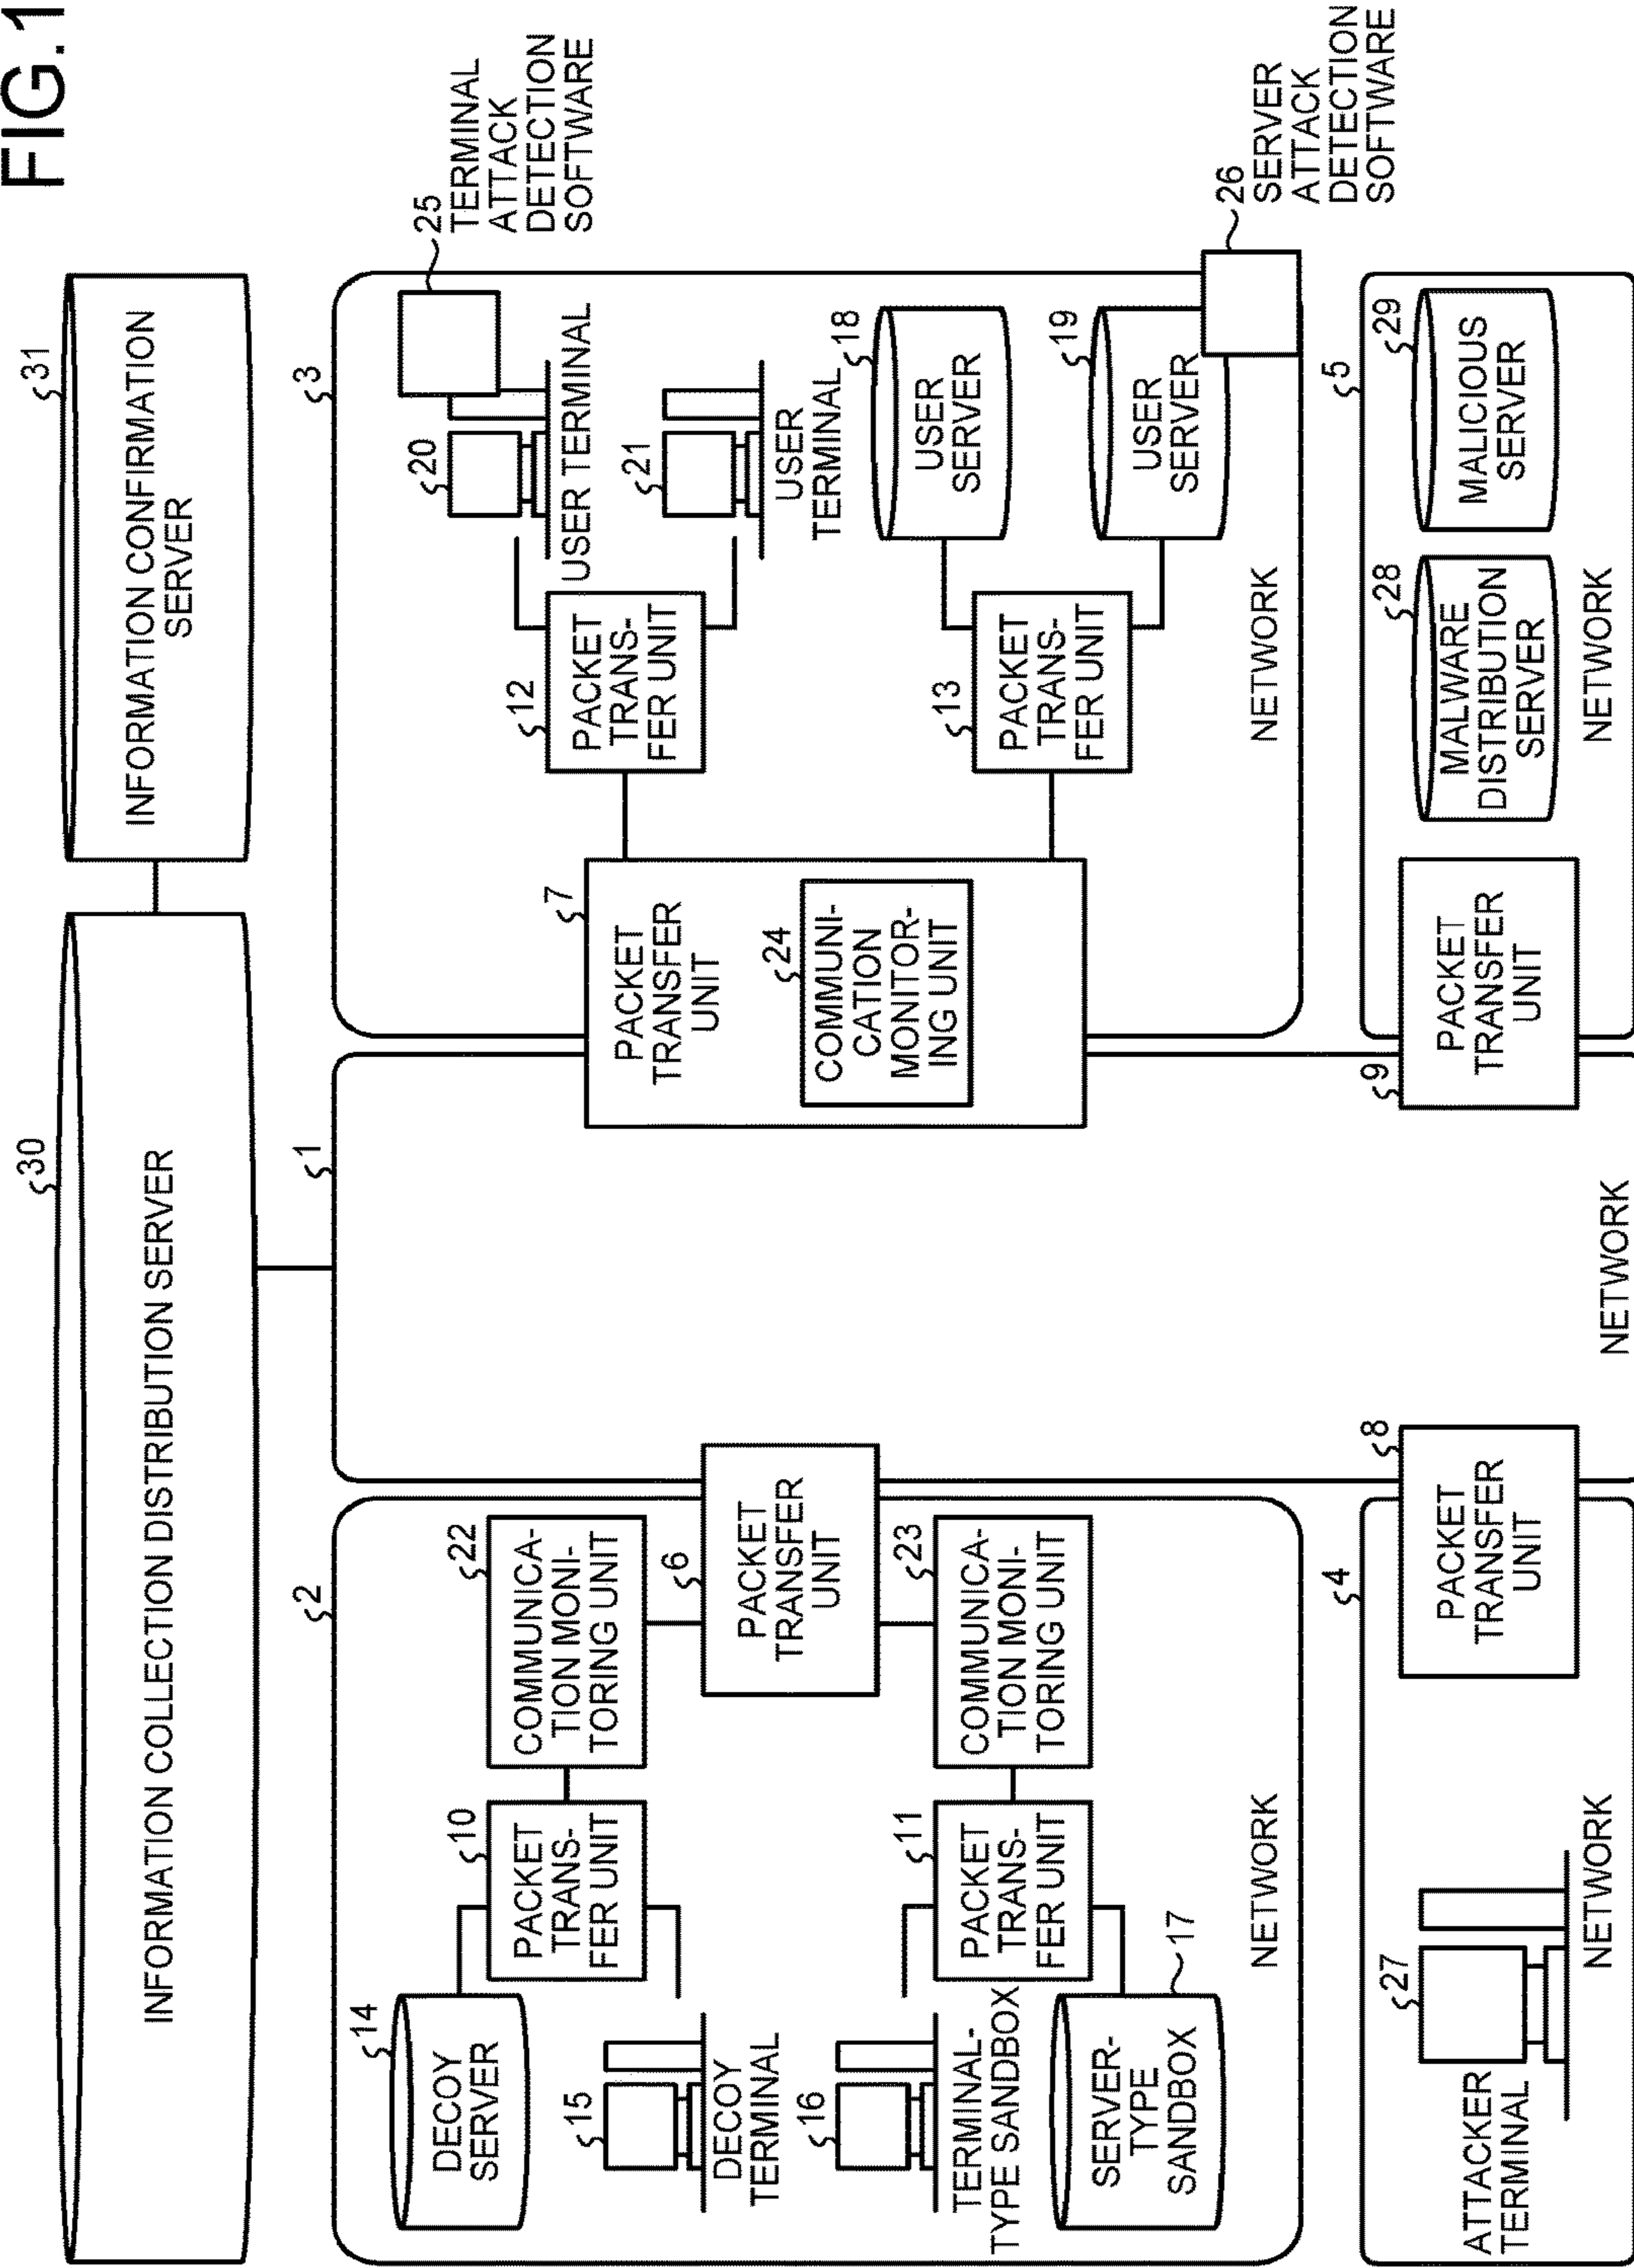 FIG.1
30
INFORMATION COLLECTION DISTRIBUTION SERVER
31
INFORMATION CONFIRMATION
SERVER
2
14
DECOY
SERVER
10
PACKET
TRANS-
FER UNIT
22
COMMUNICA-
TION MONI-
TORING UNIT
15
DECOY
TERMINAL
6
PACKET
TRANSFER
UNIT
16
TERMINAL-
TYPE SANDBOX
11
PACKET
TRANS-
FER UNIT
23
COMMUNICA-
TION MONI-
TORING UNIT
SERVER-
TYPE
SANDBOX
17
NETWORK
1
NETWORK
3
7
PACKET
TRANSFER
UNIT
24
COMMUNI-
CATION
MONITOR-
ING UNIT
12
PACKET
TRANS-
FER UNIT
20
USER TERMINAL
25
TERMINAL
ATTACK
DETECTION
SOFTWARE
21
USER
TERMINAL
13
PACKET
TRANS-
FER UNIT
18
USER
SERVER
19
USER
SERVER
26
SERVER
ATTACK
DETECTION
SOFTWARE
NETWORK
4
27
ATTACKER
TERMINAL
8
PACKET
TRANSFER
UNIT
NETWORK
5
9
PACKET
TRANSFER
UNIT
28
MALWARE
DISTRIBUTION
SERVER
29
MALICIOUS
SERVER
NETWORK